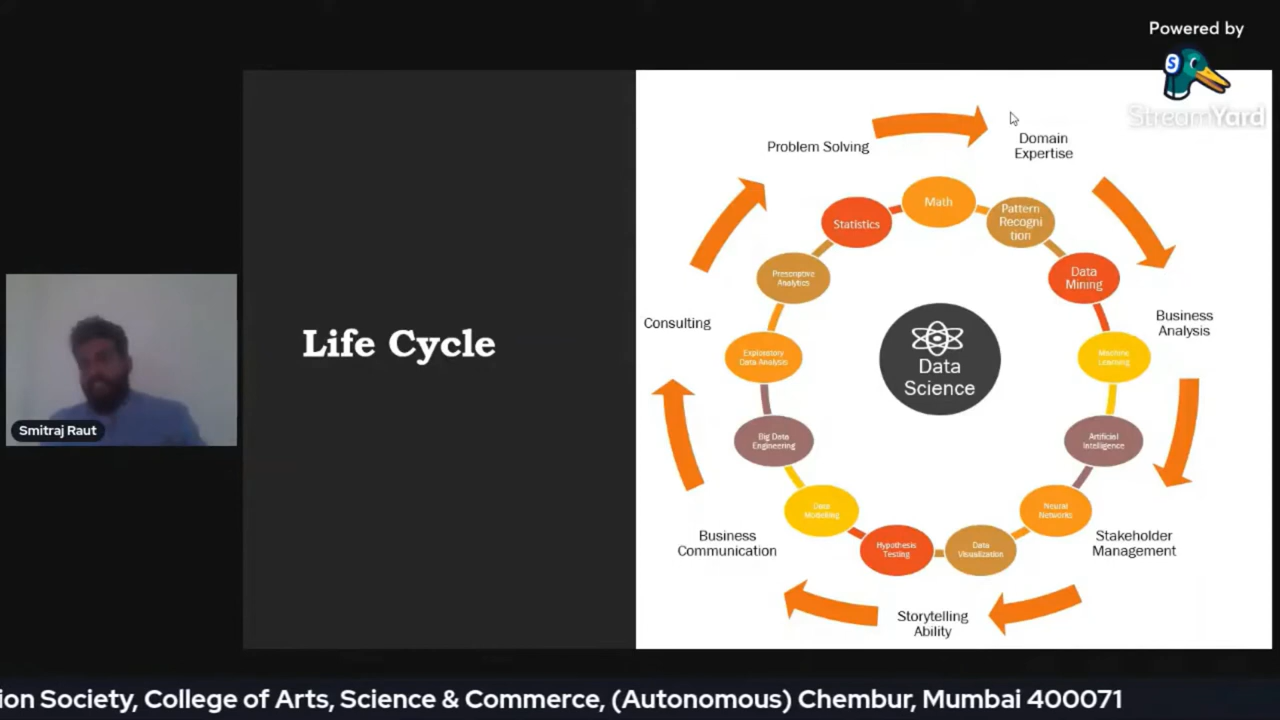 Powered by
StreamYard
Problem Solving
Domain
Expertise
Math
Statistics
Pattern
Recogni
tion
Prescriptive
Analytics
Data
Mining
Consulting
Business
Analysis
Exploratory
Data Analysis
Machine
Learning
Life Cycle
Data
Science
Smitraj Raut
Big Data
Engineering
Artificial
Intelligence
Data
Modelling
Neural
Networks
Business
Communication
Hypothesis
Testing
Data
Visualization
Stakeholder
Management
Storytelling
Ability
ion Society, College of Arts, Science & Commerce, (Autonomous) Chembur, Mumbai 400071